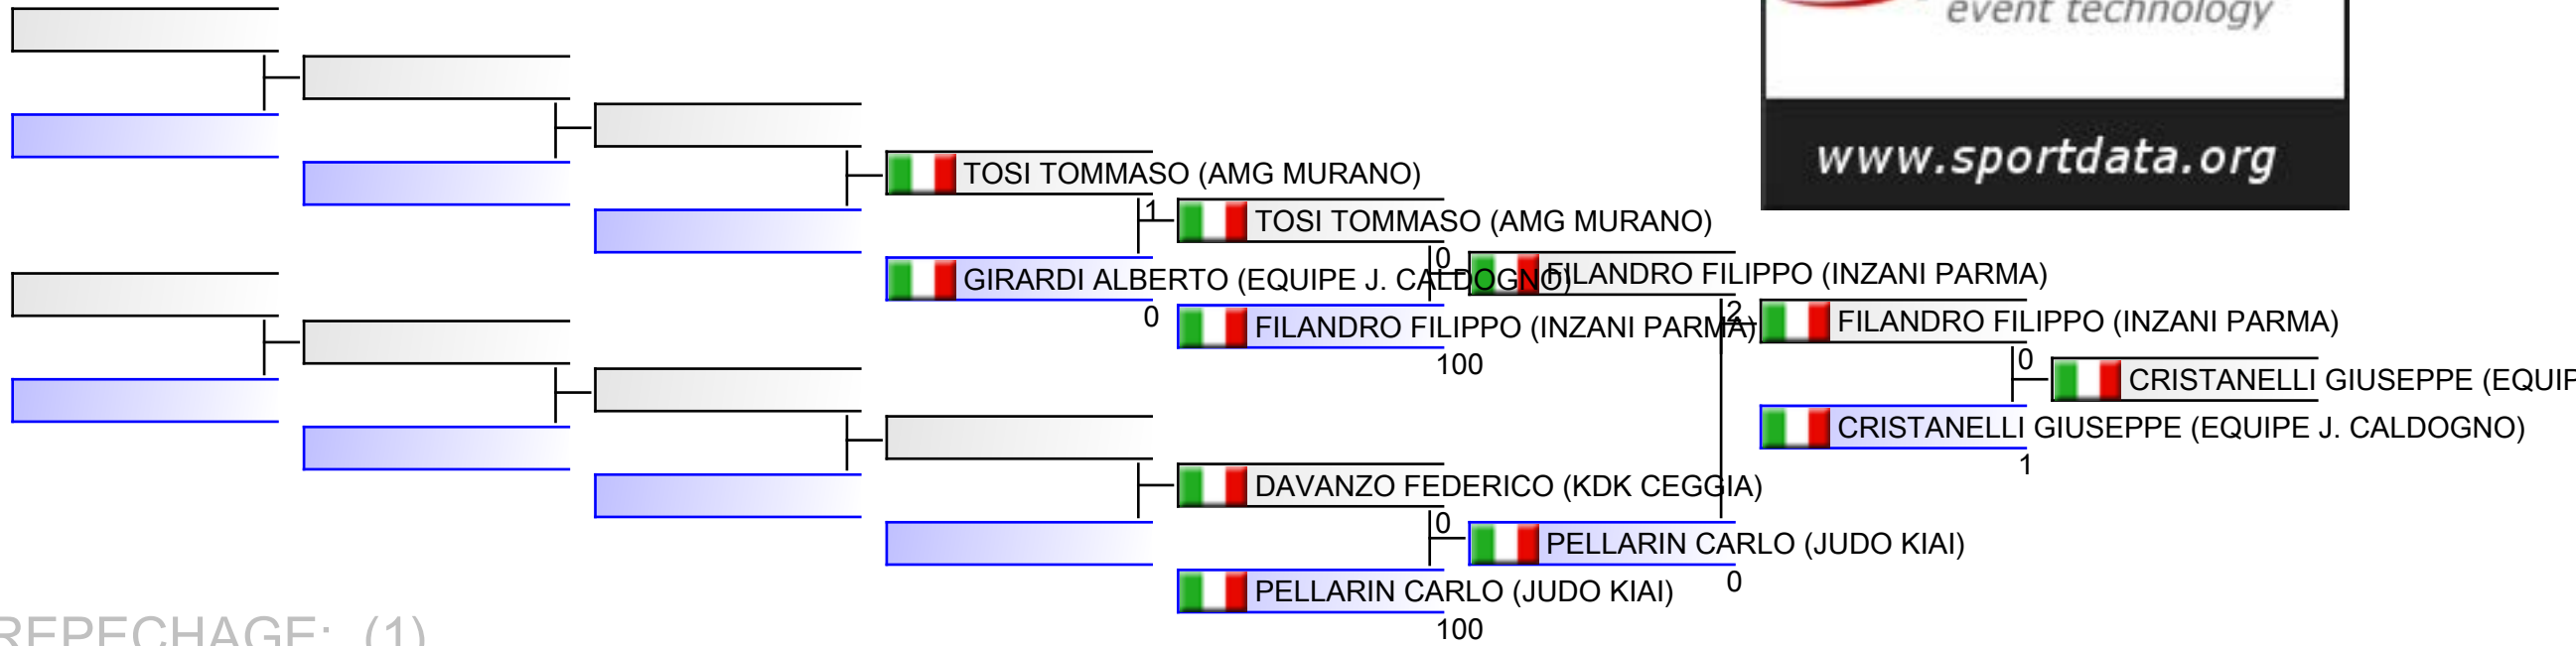 event technology
www.sportdata.org
TOSI TOMMASO (AMG MURANO)
1
TOSI TOMMASO (AMG MURANO)
0
GIRARDI ALBERTO (EQUIPE J. CALDOGNO)
0
FILANDRO FILIPPO (INZANI PARMA)
2
FILANDRO FILIPPO (INZANI PARMA)
100
FILANDRO FILIPPO (INZANI PARMA)
0
CRISTANELLI GIUSEPPE (EQUIP
CRISTANELLI GIUSEPPE (EQUIPE J. CALDOGNO)
1
DAVANZO FEDERICO (KDK CEGGIA)
0
PELLARIN CARLO (JUDO KIAI)
0
PELLARIN CARLO (JUDO KIAI)
100
REPECHAGE: (1)